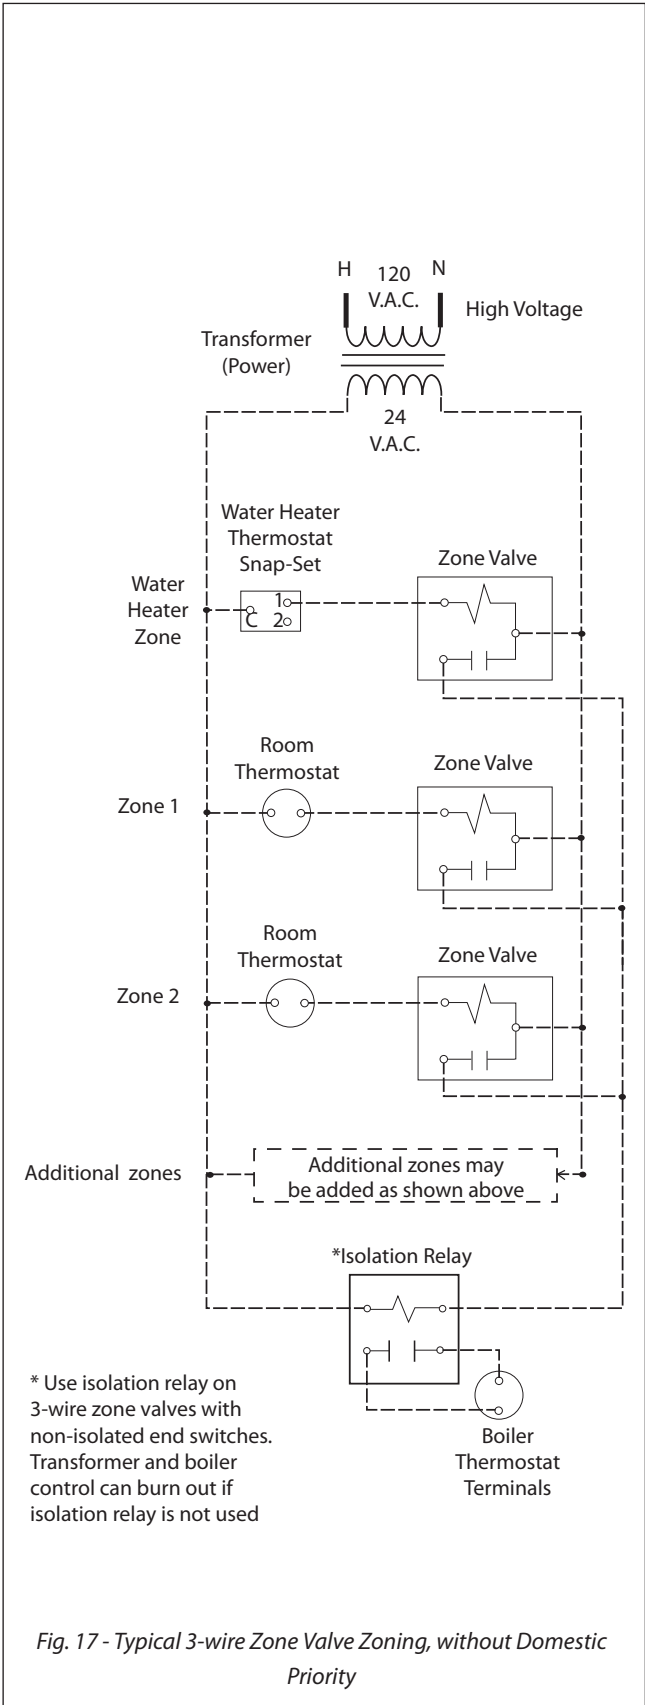 H 120 N
V.A.C.
High Voltage
Transformer
(Power)
24
V.A.C.
Water Heater
Thermostat
Snap-Set
Zone Valve
Water
Heater
Zone
1
C 2
Room
Thermostat
Zone Valve
Zone 1
Room
Thermostat
Zone Valve
Zone 2
Additional zones
Additional zones may
be added as shown above
*Isolation Relay
* Use isolation relay on
3-wire zone valves with
non-isolated end switches.
Transformer and boiler
control can burn out if
isolation relay is not used
Boiler
Thermostat
Terminals
Fig. 17 - Typical 3-wire Zone Valve Zoning, without Domestic
Priority